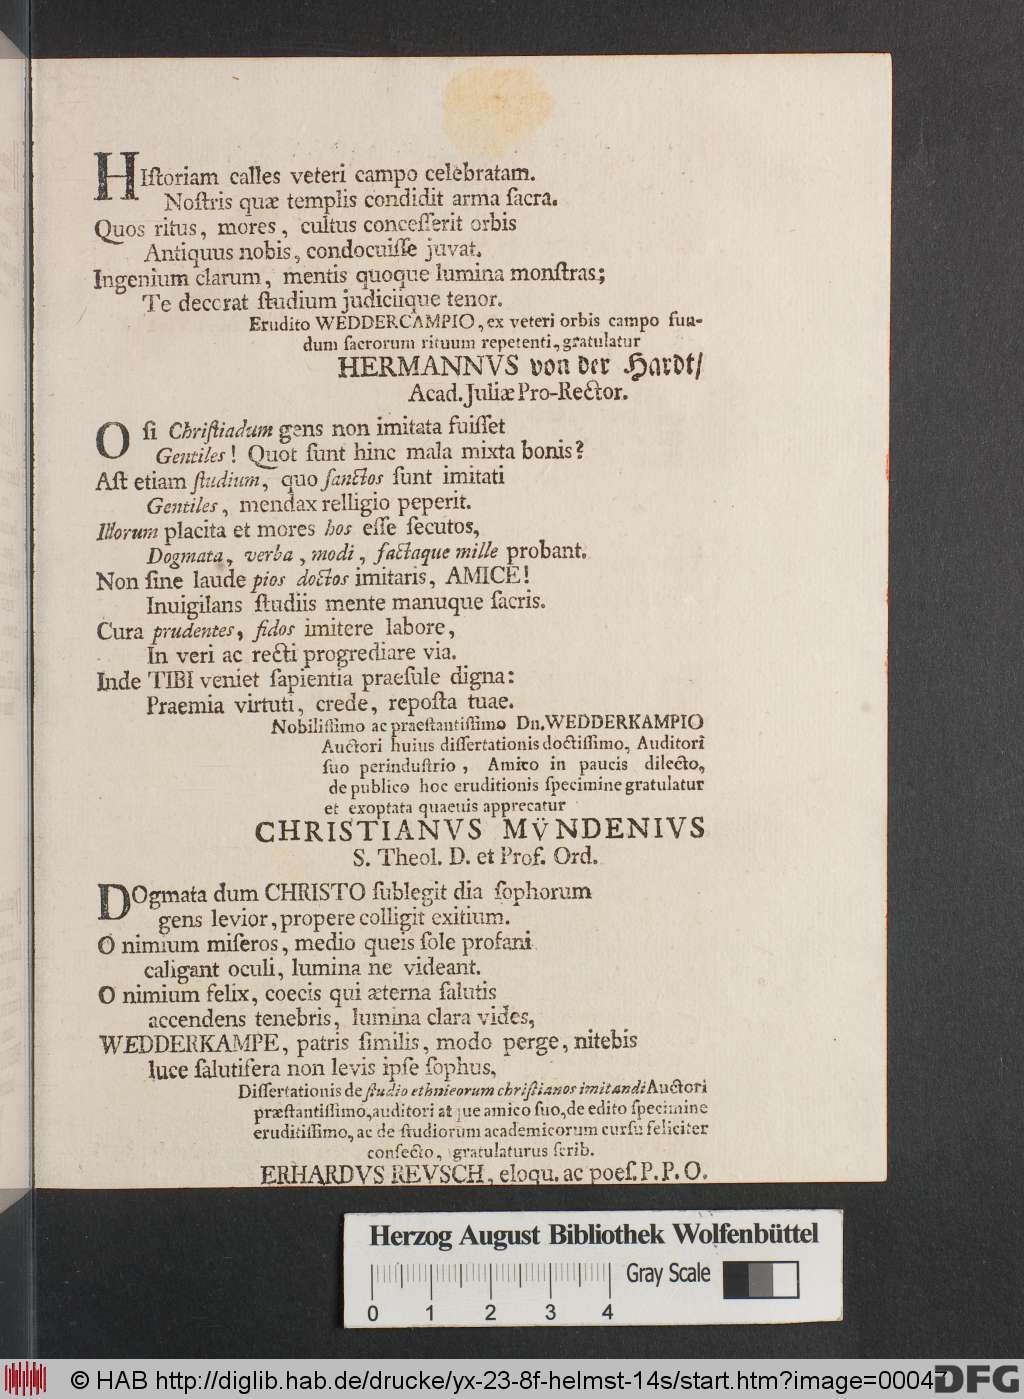 HIſtoriam calles veteri campo celebratam.
Noſtris quæ templis condidit arma ſacra.
Quos ritus, mores, cultus conceſſerit orbis
Antiquus nobis, condocuiſſe juvat.
Ingenium clarum, mentis quoque lumina monſtras;
Te decorat ſtudium judiciique tenor.
Erudito WEDDERCAMPIO, ex veteri orbis campo fun-
dum ſacrorum rituum repetenti, gratulatur
HERMANNVS von der Hardt/
Acad. Juliæ Pro-Rector.
O ſi Chriſtiadum gens non imitata fuiſſet
Gentiles! Quot ſunt hinc mala mixta bonis?
Aſt etiam ſtudium, quo ſanctos ſunt imitati
Gentiles, mendax relligio peperit.
Illorum placita et mores hos eſſe ſecutos,
Dogmata, verba, modi, factaque mille probant.
Non ſine laude pios doctos imitaris, AMICE!
Inuigilans ſtudiis mente manuque ſacris.
Cura prudentes, fidos imitere labore,
In veri ac recti progrediare via.
Inde TIBI veniet ſapientia praeſule digna:
Praemia virtuti, crede, repoſta tuae.
Nobiliſſimo ac praeſtantiſſimo Dn. WEDDERKAMPIO
Auctori huius diſſertationis doctiſſimo, Auditori
ſuo perinduſtrio, Amico in paucis dilecto,
de publico hoc eruditionis ſpecimine gratulatur
et exoptata quaeuis apprecatur
CHRISTIANVS MÜNDENIVS
S. Theol. D. et Prof. Ord.
DOgmata dum CHRISTO ſublegit dia ſophorum
gens levior, propere colligit exitium.
O nimium miſeros, medio queis ſole profani
caligant oculi, lumina ne videant.
O nimium felix, coecis qui æterna ſalutis
accendens tenebris, lumina clara vides,
WEDDERKAMPE, patris ſimilis, modo perge, nitebis
luce ſalutifera non levis ipſe ſophus.
Diſſertationis de ſtudio ethnicorum chriſtianos imitandi Auctori
præſtantiſſimo, auditori atque amico ſuo, de edito ſpecimine
eruditiſſimo, ac de ſtudiorum academicorum curſu feliciter
confecto, gratulaturus ſcrib.
ERHARDVS REVSCH, eloqu. ac poeſ. P. P. O.
Herzog August Bibliothek Wolfenbüttel
Gray Scale
0 1 2 3 4
© HAB http://diglib.hab.de/drucke/yx-23-8f-helmst-14s/start.htm?image=00047
DFG